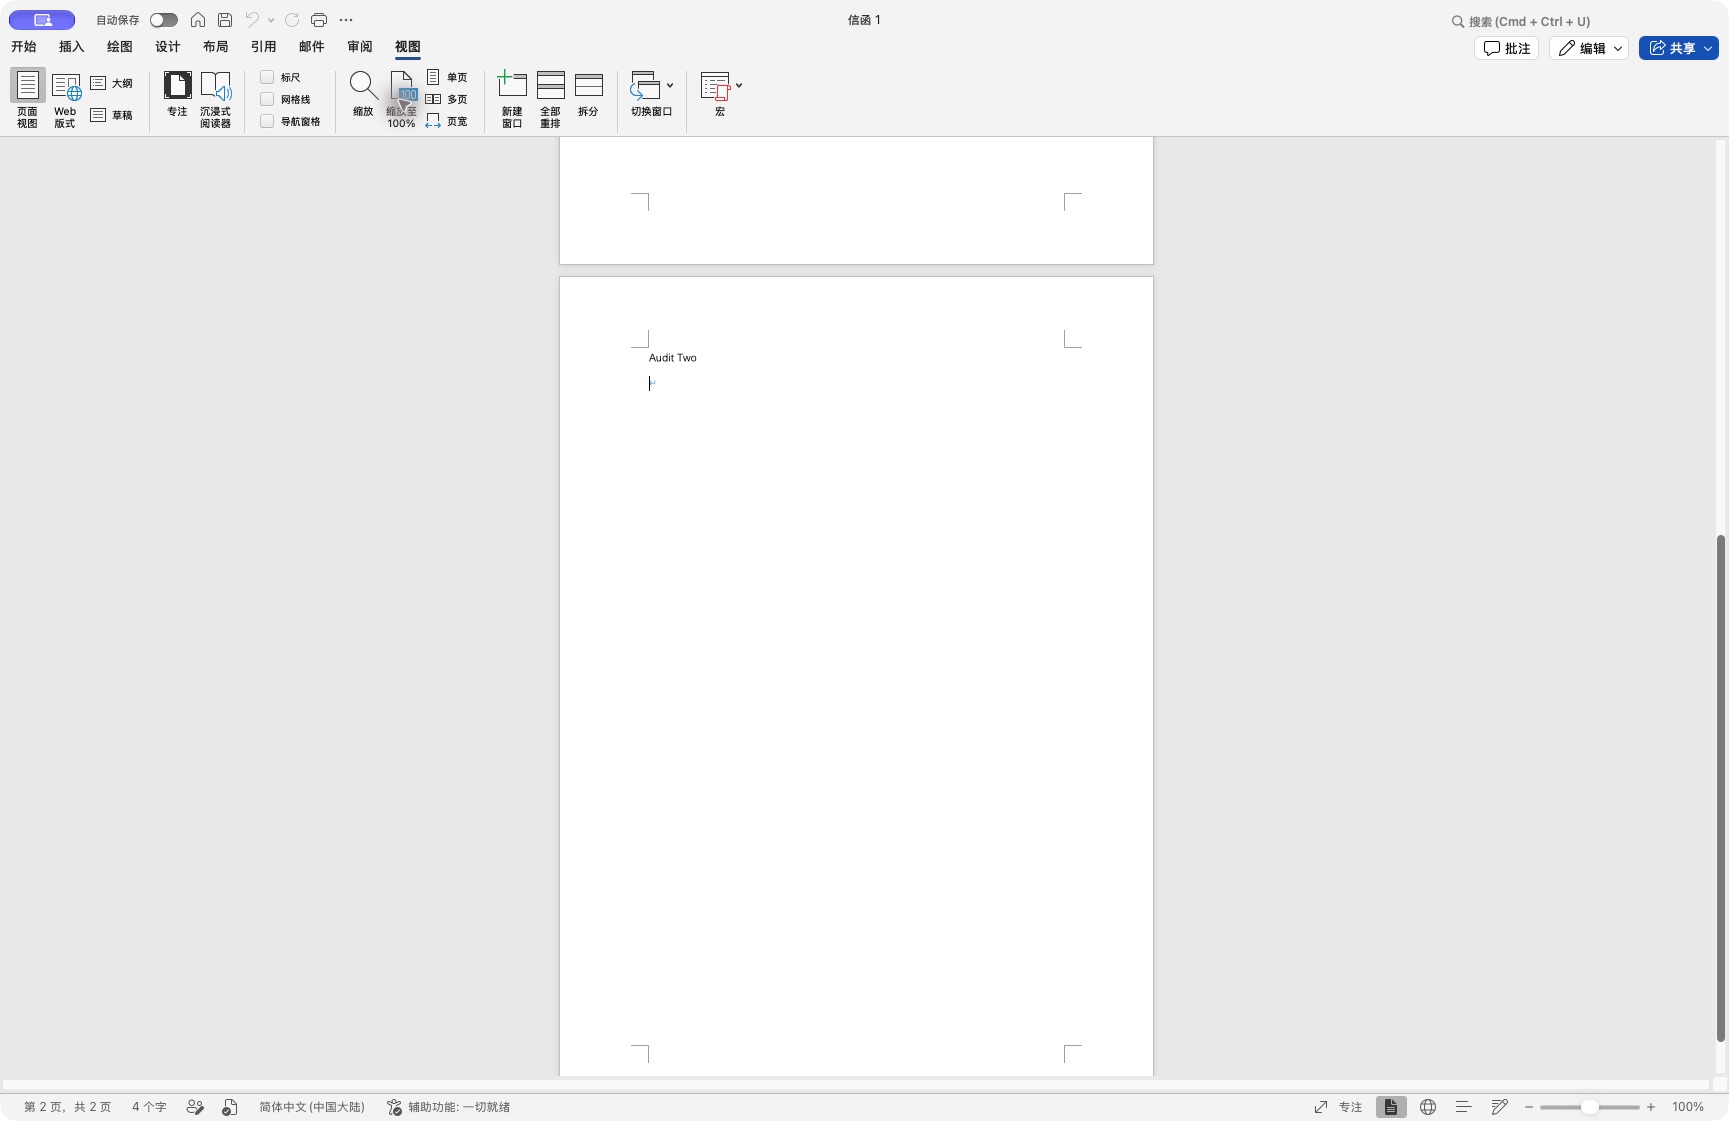 自动保存
信函 1
搜索 (Cmd + Ctrl + U)
开始 插入 绘图 设计 布局 引用 邮件 审阅 视图
批注 编辑 共享
页面
视图
Web
版式
大纲
草稿
专注
沉浸式
阅读器
标尺
网格线
导航窗格
缩放
缩放至
100%
100
单页
多页
页宽
新建
窗口
全部
重排
拆分
切换窗口
宏
Audit Two
第 2 页，共 2 页 4 个字 简体中文 (中国大陆) 辅助功能: 一切就绪 专注 100%